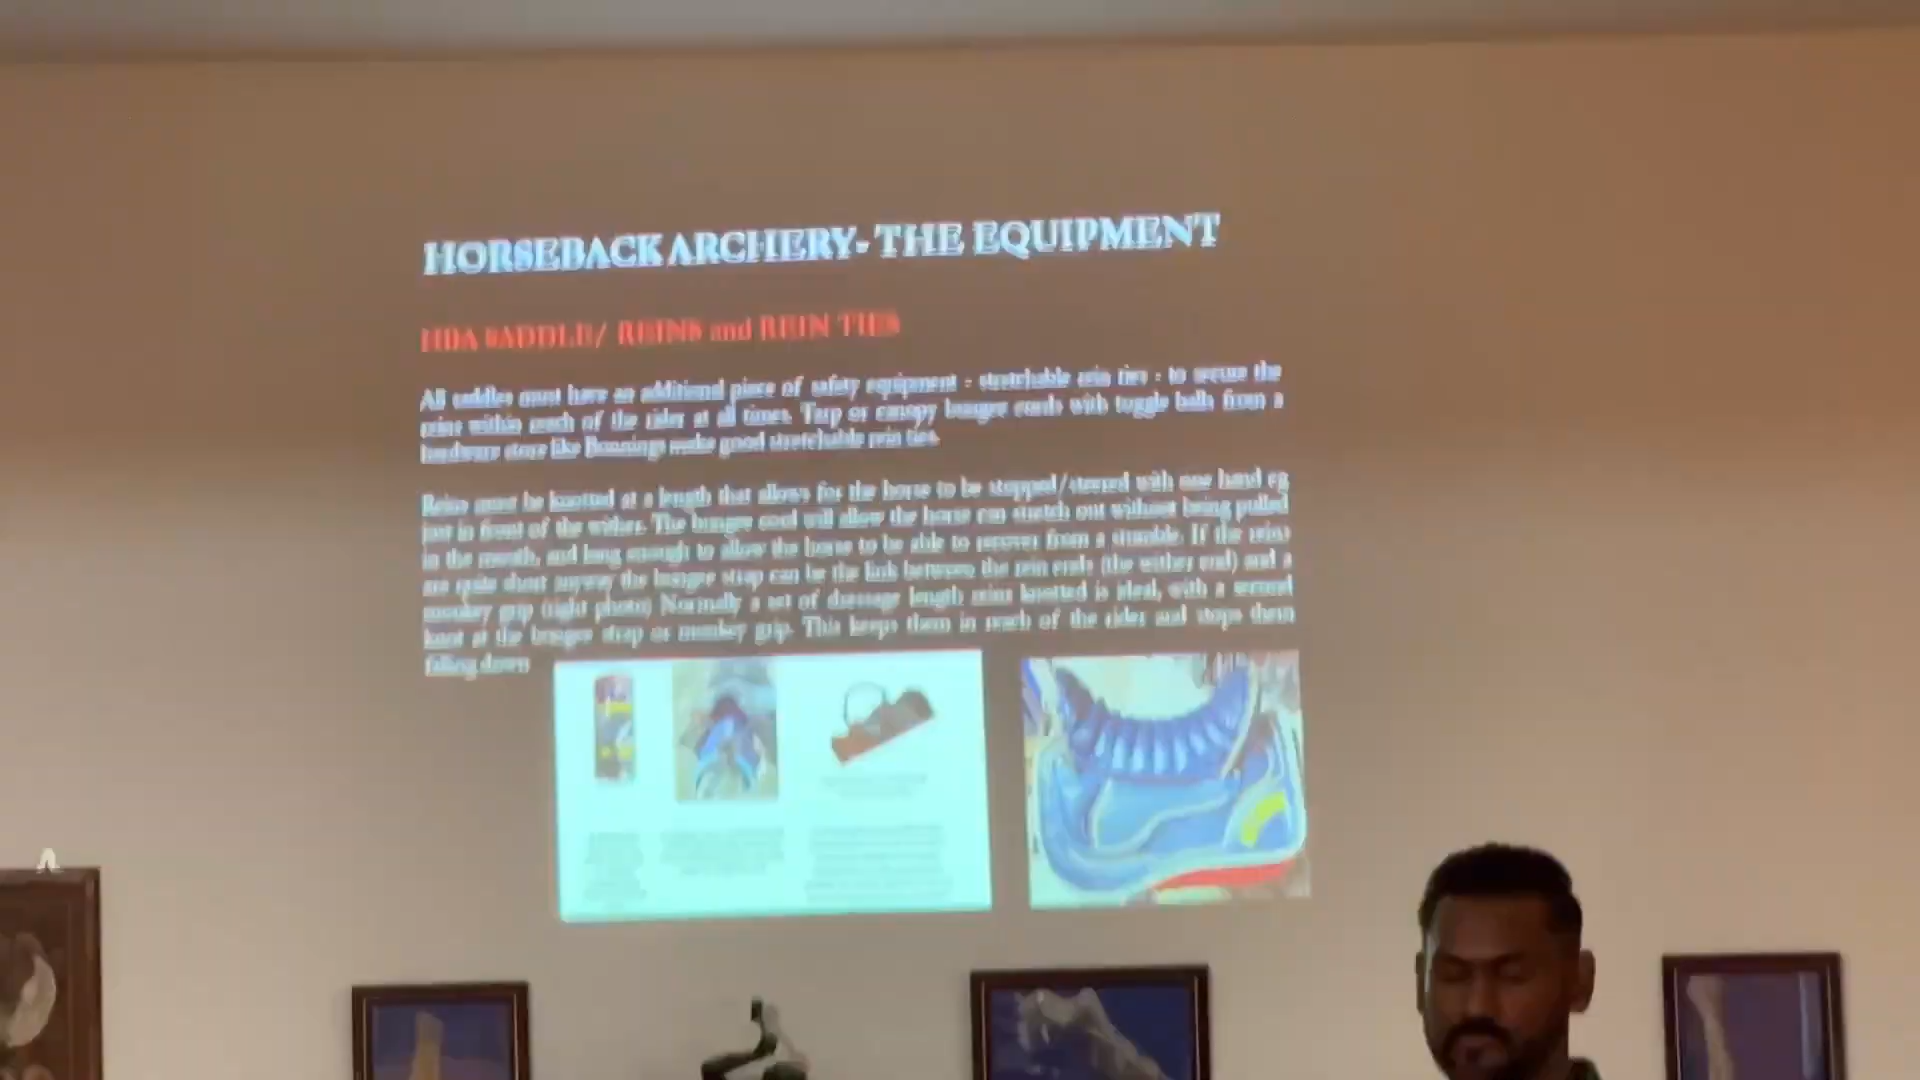 HORSEBACK ARCHERY- THE EQUIPMENT
HBA SADDLE/ REINS and REIN TIES
All saddles must have an additional piece of safety equipment - stretchable rein ties - to secure the
reins within reach of the rider at all times. Tarp or canopy bungee cords with toggle balls from a
hardware store like Bunnings make good stretchable rein ties.
Reins must be knotted at a length that allows for the horse to be stopped/steered with one hand eg
just in front of the wither. The bungee cord will allow the horse can stretch out without being pulled
in the mouth, and long enough to allow the horse to be able to recover from a stumble. If the reins
are quite short anyway the bungee strap can be the link between the rein ends (the wither end) and a
monkey grip (right photo) Normally a set of dressage length reins knotted is ideal, with a second
knot at the bungee strap or monkey grip. This keeps them in reach of the rider and stops them
falling down